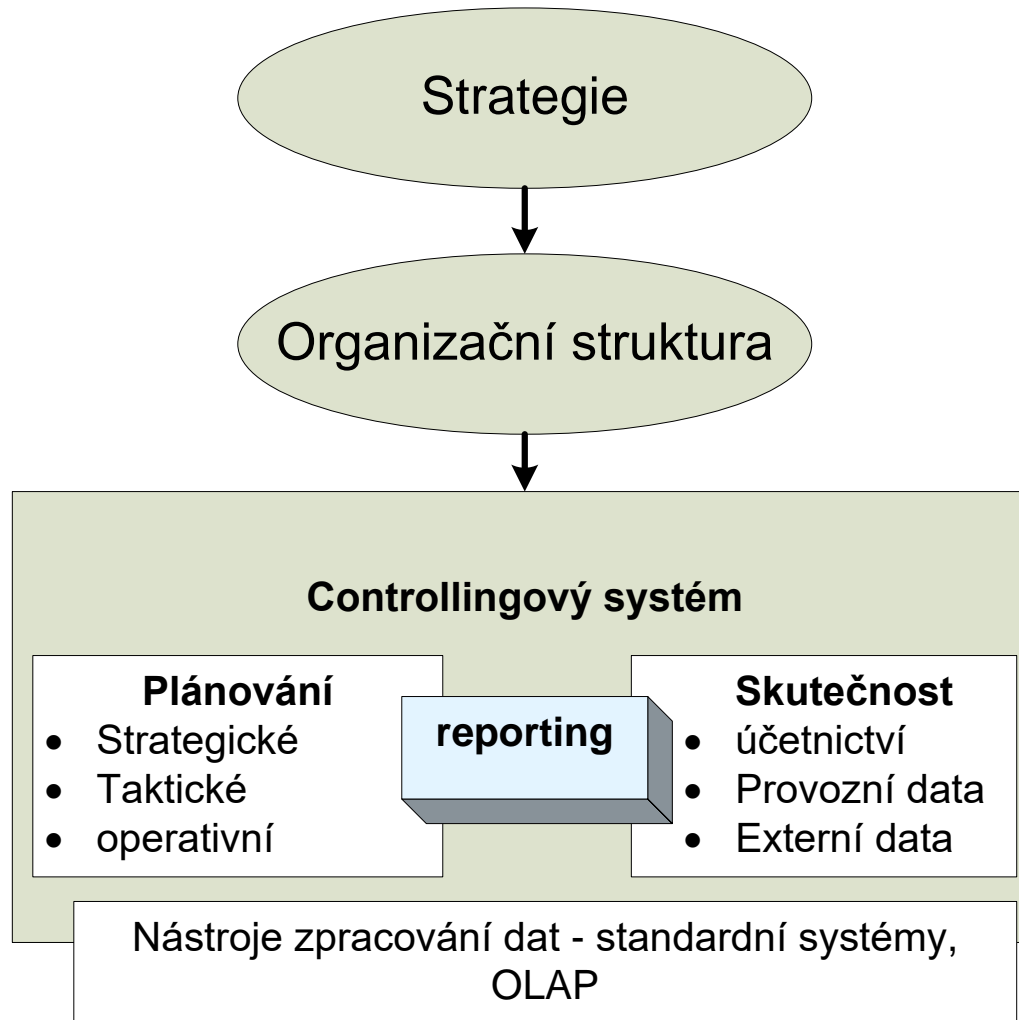 Strategie
Organizační struktura
Controllingový systém
Plánování
• Strategické
• Taktické
• operativní
reporting
Skutečnost
• účetnictví
• Provozní data
• Externí data
Nástroje zpracování dat - standardní systémy,
OLAP